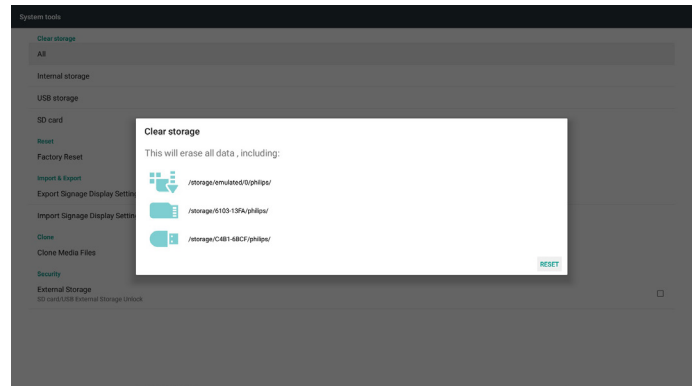 System tools
Clear storage
All
Internal storage
USB storage
SD card
Reset
Factory Reset
Import & Export
Export Signage Display Setting
Import Signage Display Settin
Clone
Clone Media Files
Security
External Storage
SD card/USB External Storage Unlock
Clear storage
This will erase all data , including:
/storage/emulated/0/philips/
/storage/6103-13FA/philips/
/storage/C4B1-6BCF/philips/
RESET